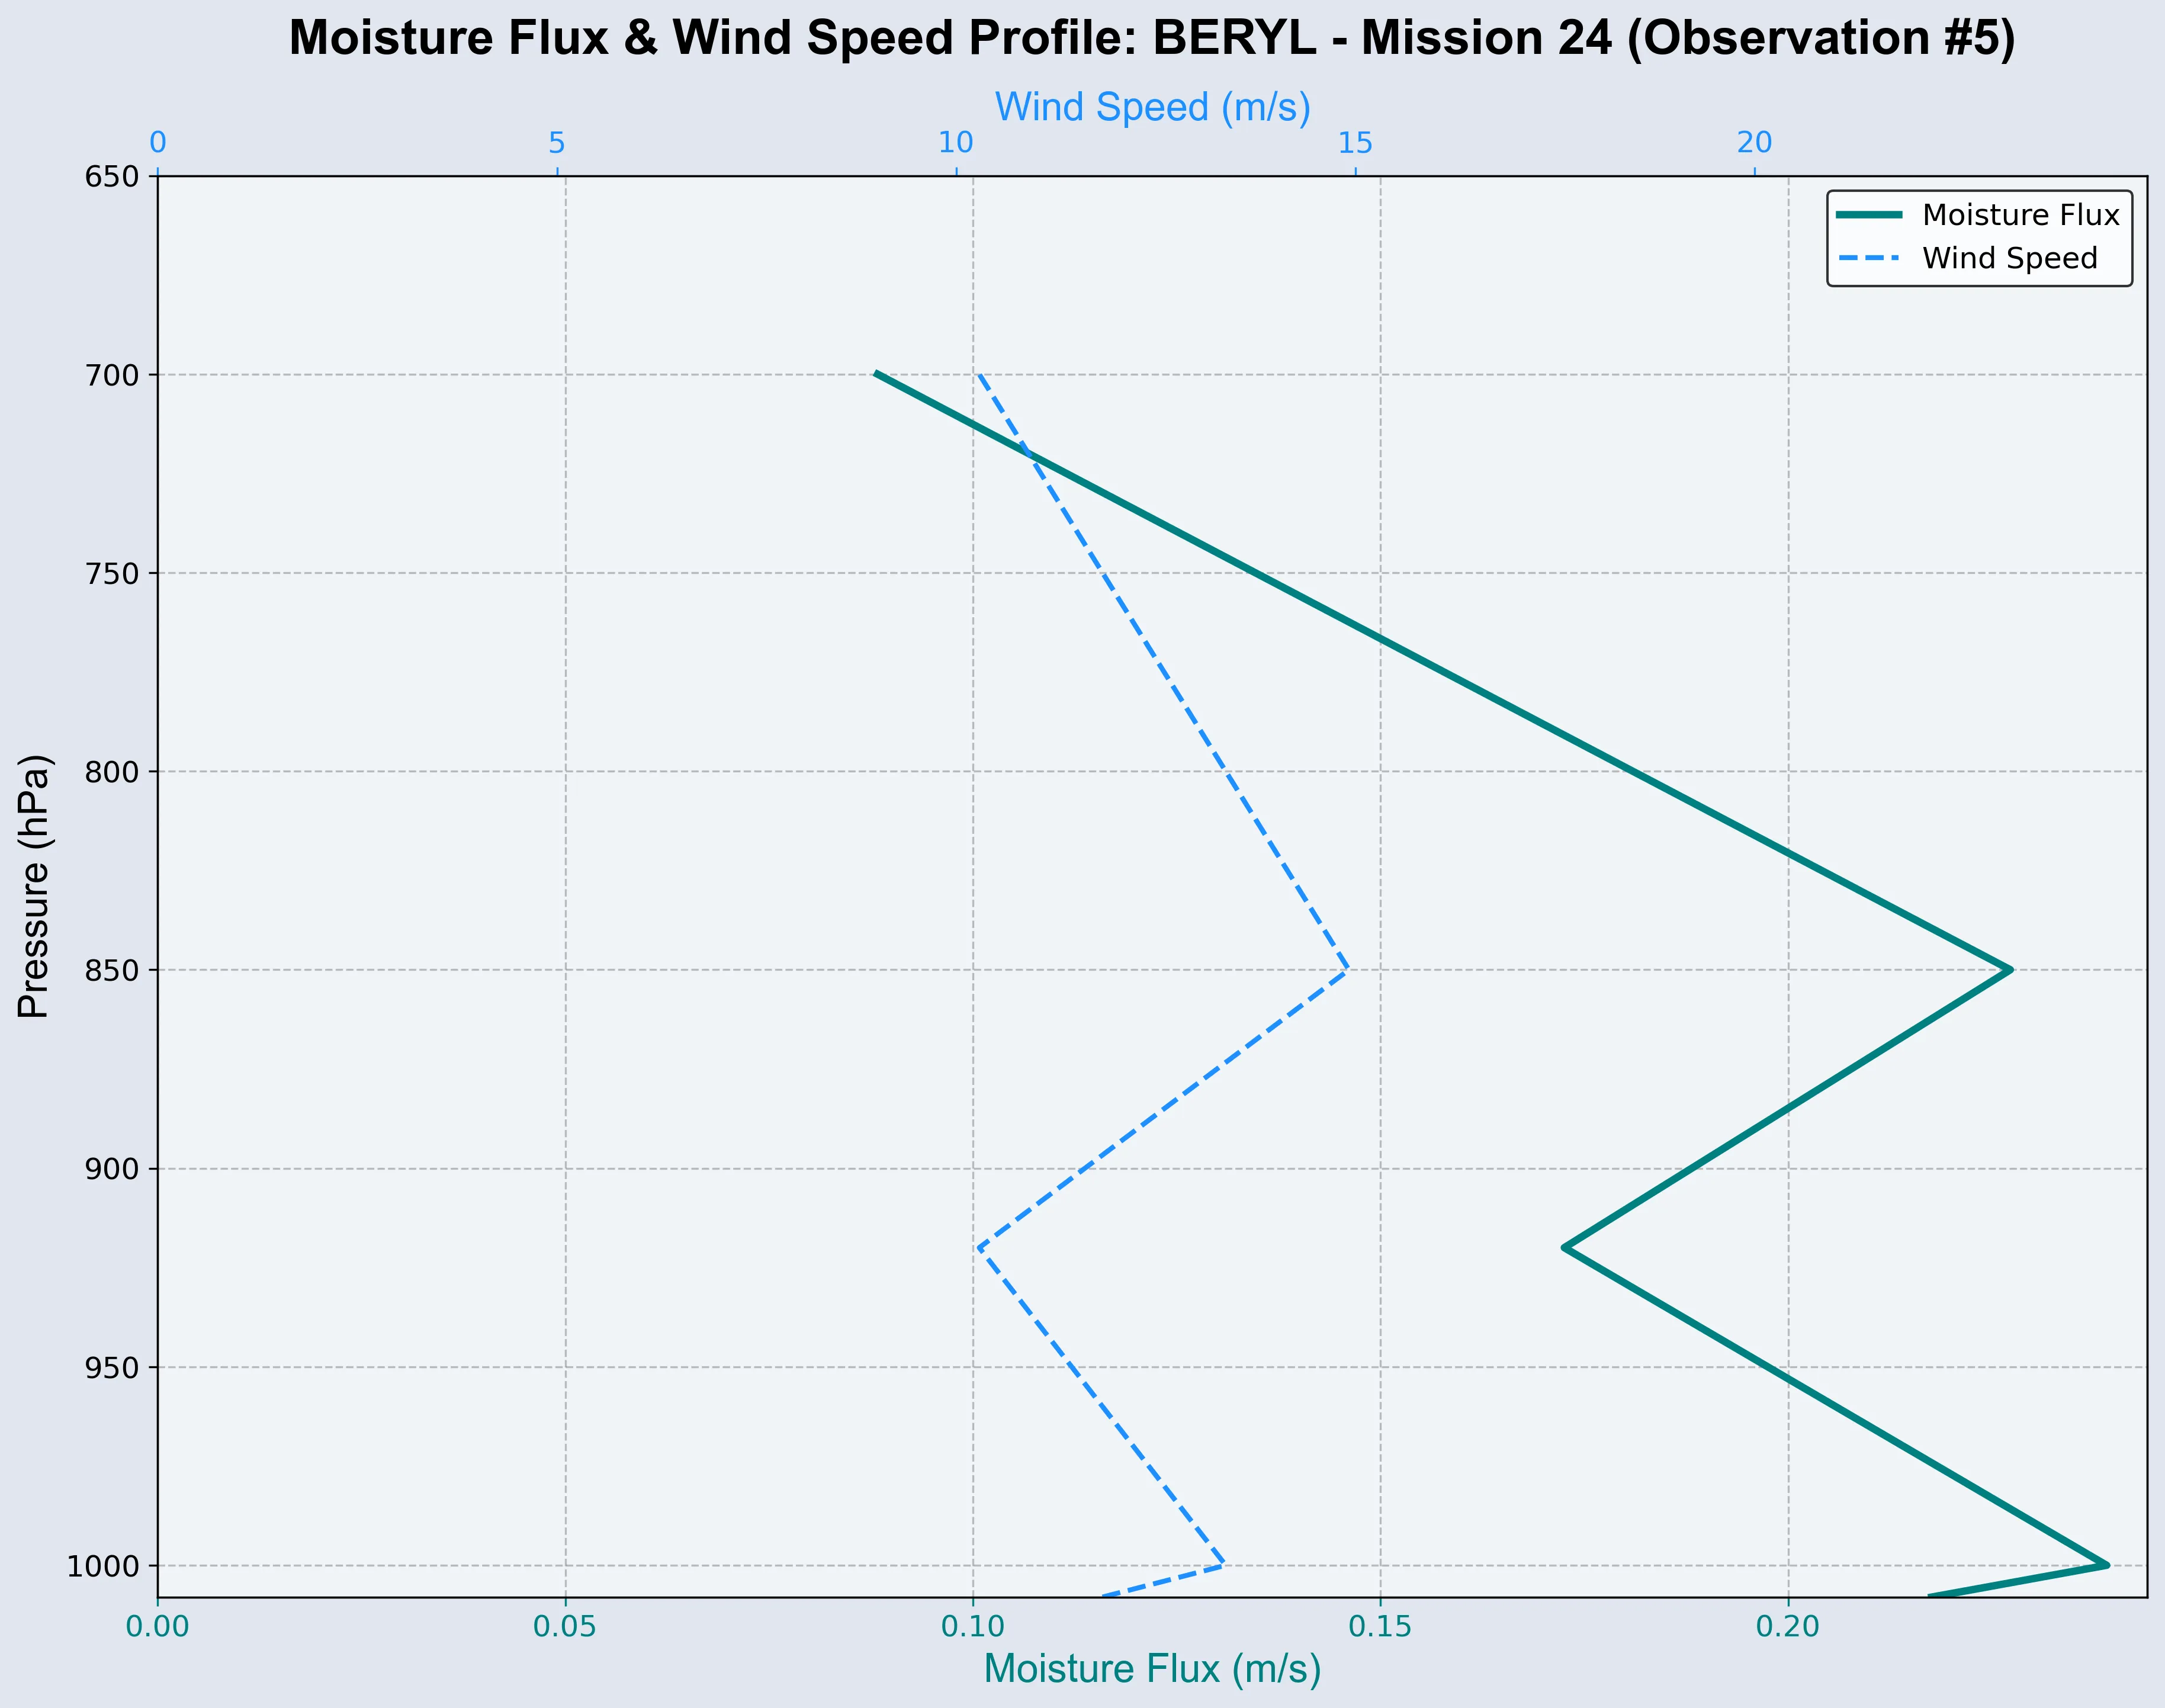 Moisture Flux & Wind Speed Profile: BERYL - Mission 24 (Observation #5)
Wind Speed (m/s)
0 5 10 15 20
Moisture Flux
Wind Speed
Pressure (hPa)
650
700
750
800
850
900
950
1000
0.00 0.05 0.10 0.15 0.20
Moisture Flux (m/s)